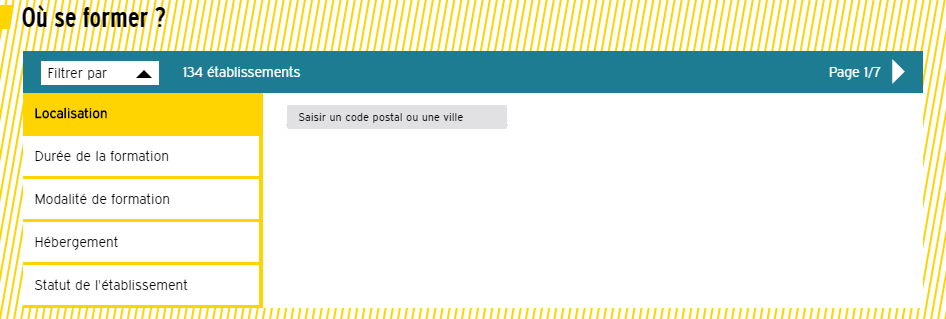 Où se former ?
Filtrer par
134 établissements
Page 1/7
Localisation
Saisir un code postal ou une ville
Durée de la formation
Modalité de formation
Hébergement
Statut de l'établissement